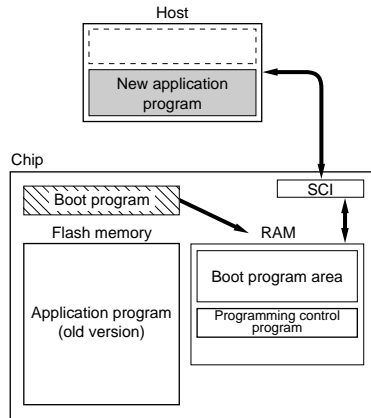 Host
New application
program
Chip
SCI
Boot program
Flash memory
RAM
Boot program area
Application program
(old version)
Programming control
program